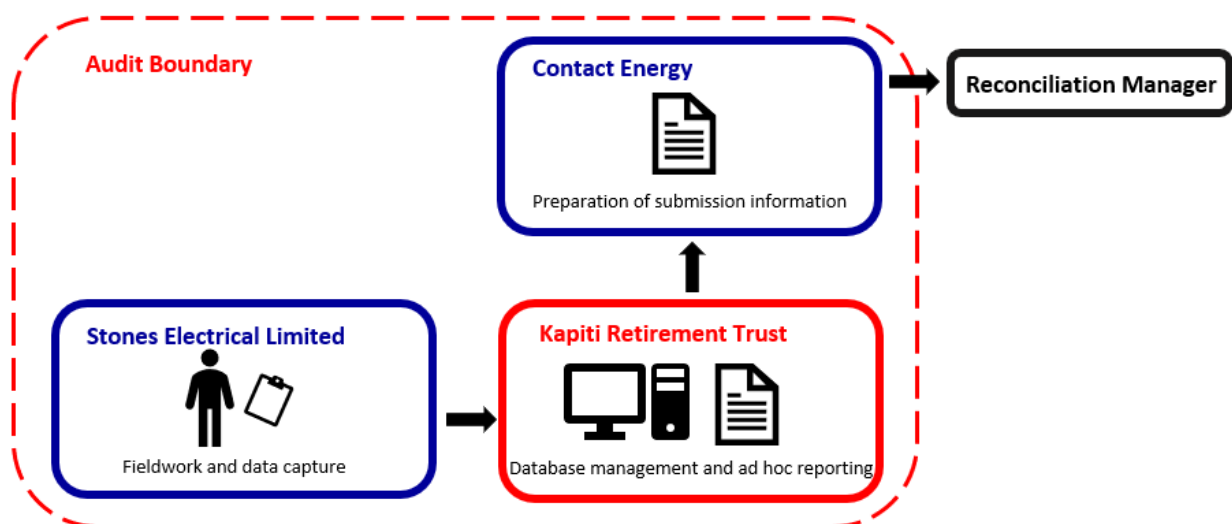 Audit Boundary
Contact Energy
Preparation of submission information
Reconciliation Manager
Stones Electrical Limited
Fieldwork and data capture
Kapiti Retirement Trust
Database management and ad hoc reporting